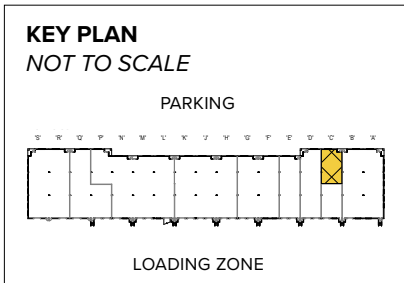 KEY PLAN
NOT TO SCALE
PARKING
'S' 'R' 'Q' 'P' 'N' 'M' 'L' 'K' 'J' 'H' 'G' 'F' 'E' 'D' 'C' 'B' 'A'
LOADING ZONE